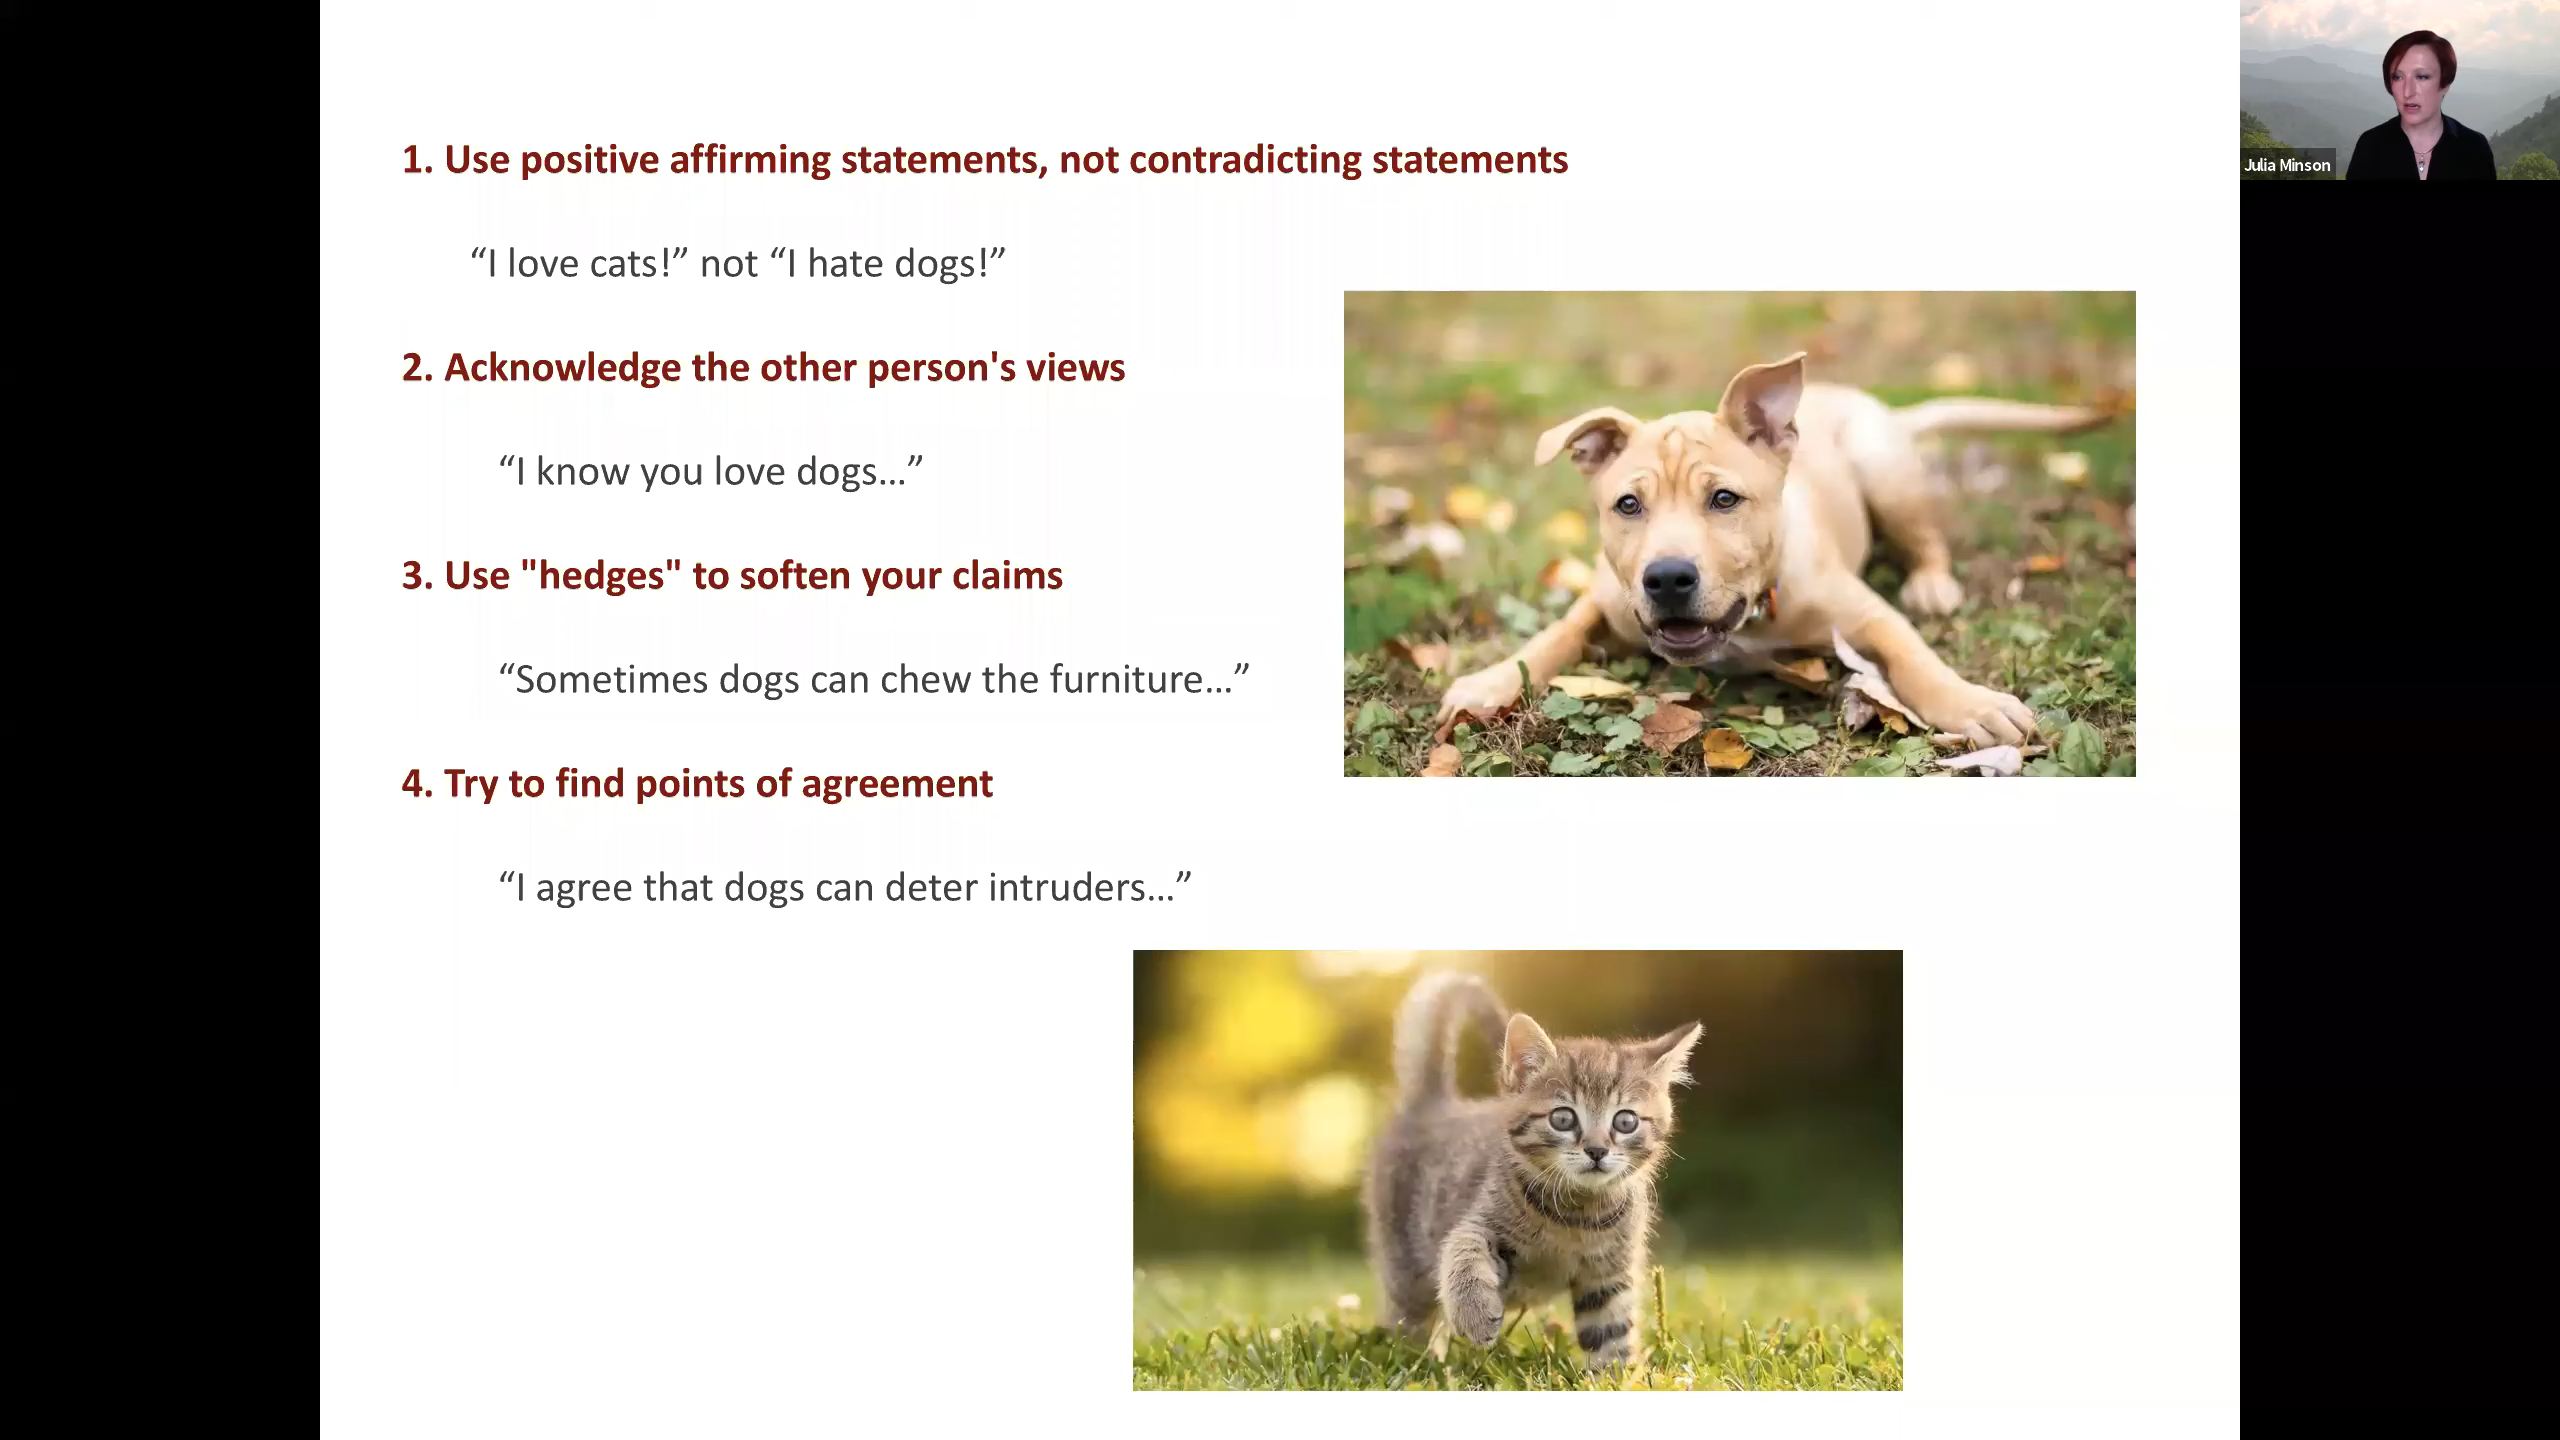 1. Use positive affirming statements, not contradicting statements
“I love cats!” not “I hate dogs!”
2. Acknowledge the other person's views
“I know you love dogs…”
3. Use "hedges" to soften your claims
“Sometimes dogs can chew the furniture…”
4. Try to find points of agreement
“I agree that dogs can deter intruders…”
Julia Minson